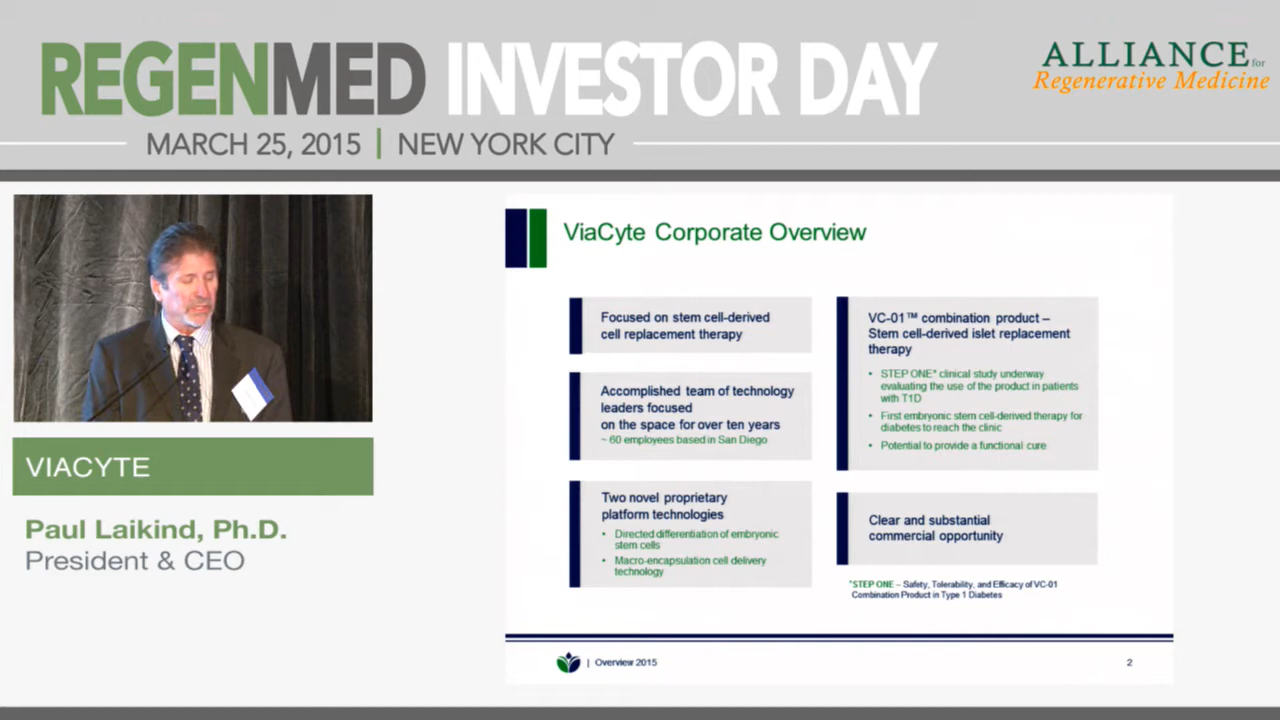 REGENMED INVESTOR DAY
MARCH 25, 2015 | NEW YORK CITY
ALLIANCE for
Regenerative Medicine
VIACYTE
Paul Laikind, Ph.D.
President & CEO
ViaCyte Corporate Overview
Focused on stem cell-derived
cell replacement therapy
Accomplished team of technology
leaders focused
on the space for over ten years
~ 60 employees based in San Diego
Two novel proprietary
platform technologies
• Directed differentiation of embryonic
stem cells
• Macro-encapsulation cell delivery
technology
VC-01™ combination product –
Stem cell-derived islet replacement
therapy
• STEP ONE* clinical study underway
evaluating the use of the product in patients
with T1D
• First embryonic stem cell-derived therapy for
diabetes to reach the clinic
• Potential to provide a functional cure
Clear and substantial
commercial opportunity
*STEP ONE – Safety, Tolerability, and Efficacy of VC-01
Combination Product in Type 1 Diabetes
| Overview 2015
2